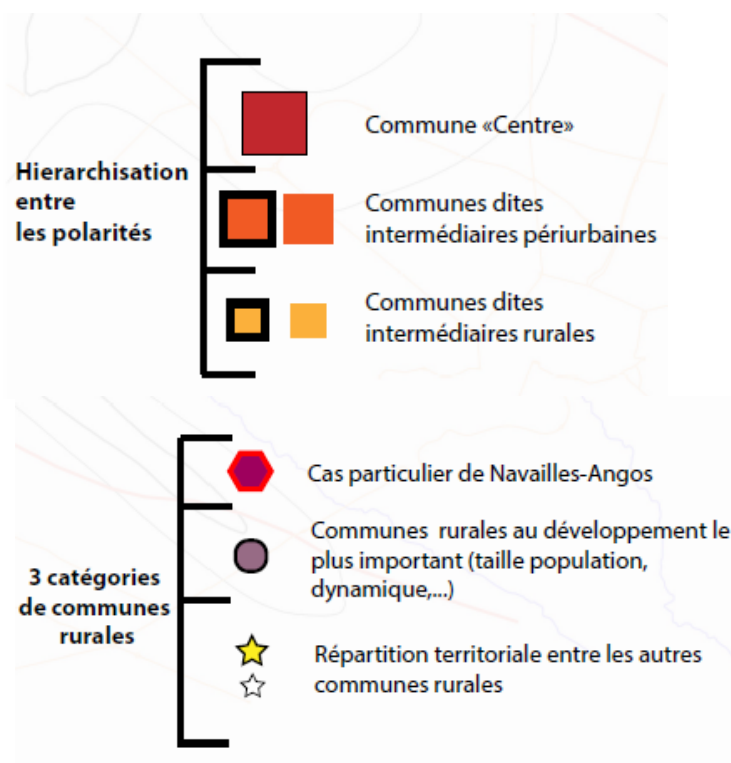 Hierarchisation
entre
les polarités
Commune «Centre»
Communes dites
intermédiaires périurbaines
Communes dites
intermédiaires rurales
3 catégories
de communes
rurales
Cas particulier de Navailles-Angos
Communes rurales au développement le
plus important (taille population,
dynamique,...)
Répartition territoriale entre les autres
communes rurales